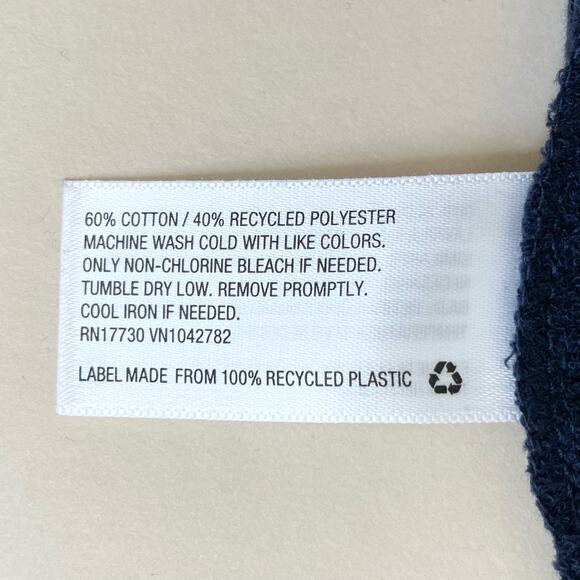 60% COTTON / 40% RECYCLED POLYESTER
MACHINE WASH COLD WITH LIKE COLORS.
ONLY NON-CHLORINE BLEACH IF NEEDED.
TUMBLE DRY LOW. REMOVE PROMPTLY.
COOL IRON IF NEEDED.
RN17730 VN1042782
LABEL MADE FROM 100% RECYCLED PLASTIC